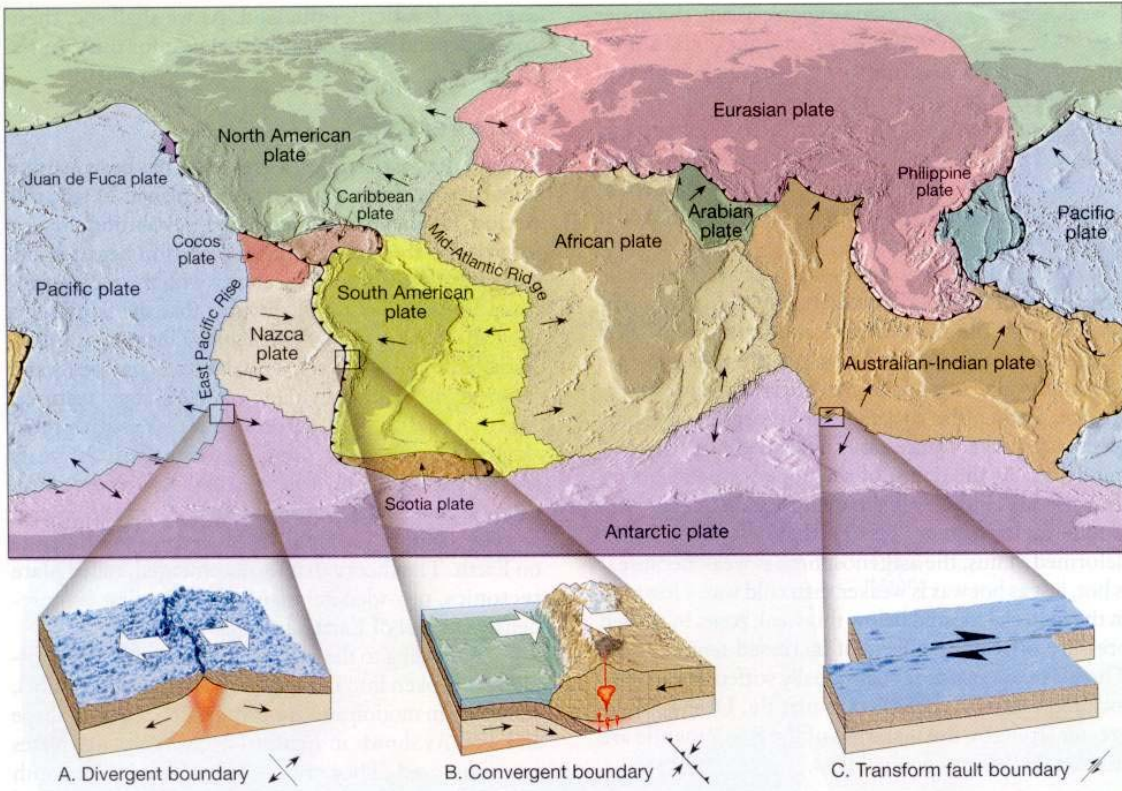 North American
plate
Eurasian plate
Juan de Fuca plate
Caribbean
plate
Philippine
plate
Arabian
plate
Pacific
plate
Cocos
plate
African plate
Mid-Atlantic Ridge
Pacific plate
East Pacific Rise
South American
plate
Nazca
plate
Australian-Indian plate
Scotia plate
Antarctic plate
A. Divergent boundary
B. Convergent boundary
C. Transform fault boundary